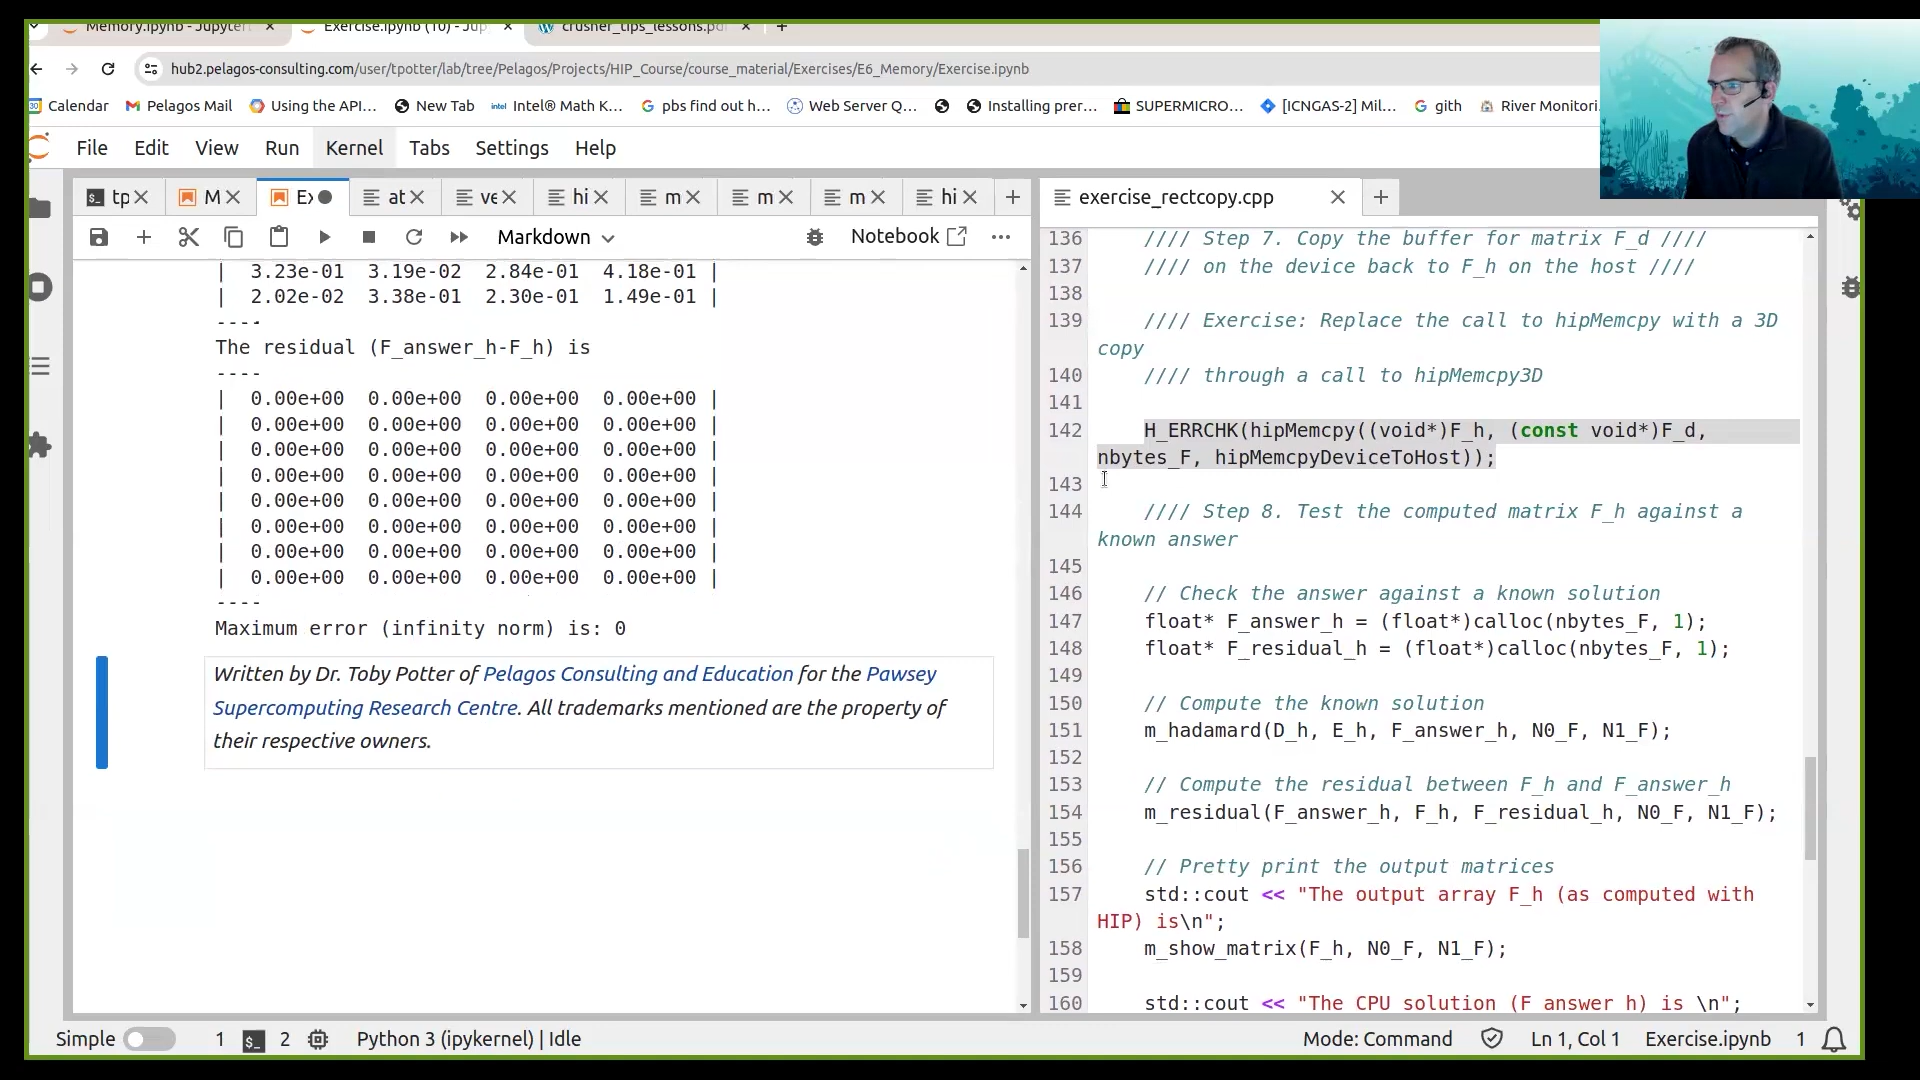 Memory.ipynb - Jupyter
Exercise.ipynb (10) - Jup
crusher_tips_lessons.pd
hub2.pelagos-consulting.com/user/tpotter/lab/tree/Pelagos/Projects/HIP_Course/course_material/Exercises/E6_Memory/Exercise.ipynb
Calendar Pelagos Mail Using the API... New Tab Intel® Math K... pbs find out h... Web Server Q... Installing prer... SUPERMICRO... [ICNGAS-2] Mil... gith River Monitori
File Edit View Run Kernel Tabs Settings Help
tp M Ex at ve hi m m m hi
exercise_rectcopy.cpp
Markdown
Notebook
| 3.23e-01 3.19e-02 2.84e-01 4.18e-01 |
| 2.02e-02 3.38e-01 2.30e-01 1.49e-01 |
----
The residual (F_answer_h-F_h) is
----
| 0.00e+00 0.00e+00 0.00e+00 0.00e+00 |
| 0.00e+00 0.00e+00 0.00e+00 0.00e+00 |
| 0.00e+00 0.00e+00 0.00e+00 0.00e+00 |
| 0.00e+00 0.00e+00 0.00e+00 0.00e+00 |
| 0.00e+00 0.00e+00 0.00e+00 0.00e+00 |
| 0.00e+00 0.00e+00 0.00e+00 0.00e+00 |
| 0.00e+00 0.00e+00 0.00e+00 0.00e+00 |
| 0.00e+00 0.00e+00 0.00e+00 0.00e+00 |
----
Maximum error (infinity norm) is: 0
Written by Dr. Toby Potter of Pelagos Consulting and Education for the Pawsey
Supercomputing Research Centre. All trademarks mentioned are the property of
their respective owners.
136 //// Step 7. Copy the buffer for matrix F_d ////
137 //// on the device back to F_h on the host ////
138
139 //// Exercise: Replace the call to hipMemcpy with a 3D
copy
140 //// through a call to hipMemcpy3D
141
142 H_ERRCHK(hipMemcpy((void*)F_h, (const void*)F_d,
nbytes_F, hipMemcpyDeviceToHost));
143
144 //// Step 8. Test the computed matrix F_h against a
known answer
145
146 // Check the answer against a known solution
147 float* F_answer_h = (float*)calloc(nbytes_F, 1);
148 float* F_residual_h = (float*)calloc(nbytes_F, 1);
149
150 // Compute the known solution
151 m_hadamard(D_h, E_h, F_answer_h, N0_F, N1_F);
152
153 // Compute the residual between F_h and F_answer_h
154 m_residual(F_answer_h, F_h, F_residual_h, N0_F, N1_F);
155
156 // Pretty print the output matrices
157 std::cout << "The output array F_h (as computed with
HIP) is\n";
158 m_show_matrix(F_h, N0_F, N1_F);
159
160 std::cout << "The CPU solution (F_answer_h) is \n";
Simple 1 2 Python 3 (ipykernel) | Idle Mode: Command Ln 1, Col 1 Exercise.ipynb 1